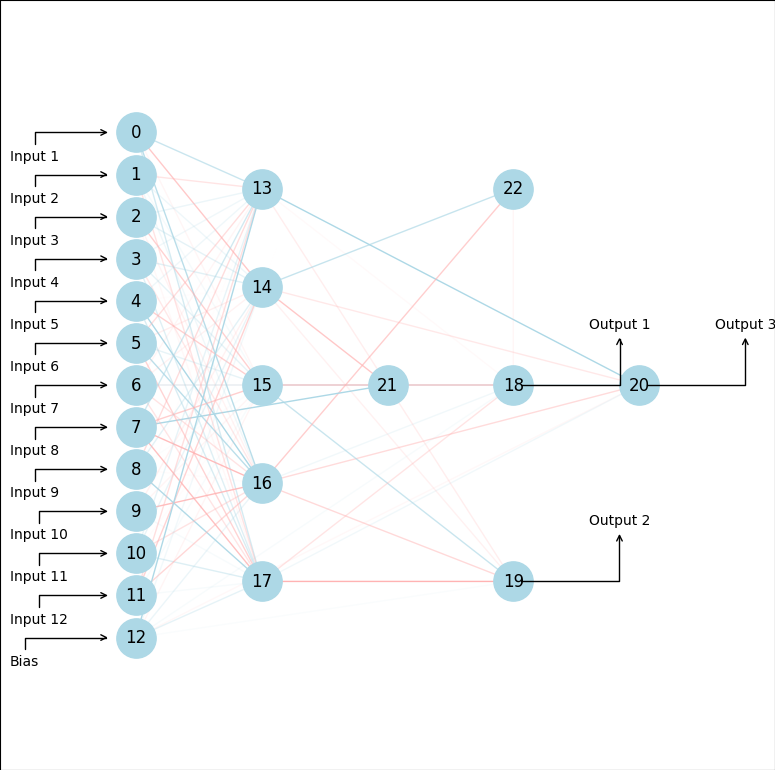 0
Input 1
1
Input 2
2
Input 3
3
Input 4
4
Input 5
5
Input 6
6
Input 7
7
Input 8
8
Input 9
9
Input 10
10
Input 11
11
Input 12
12
Bias
13
14
15
16
17
21
22
18
19
20
Output 1
Output 3
Output 2